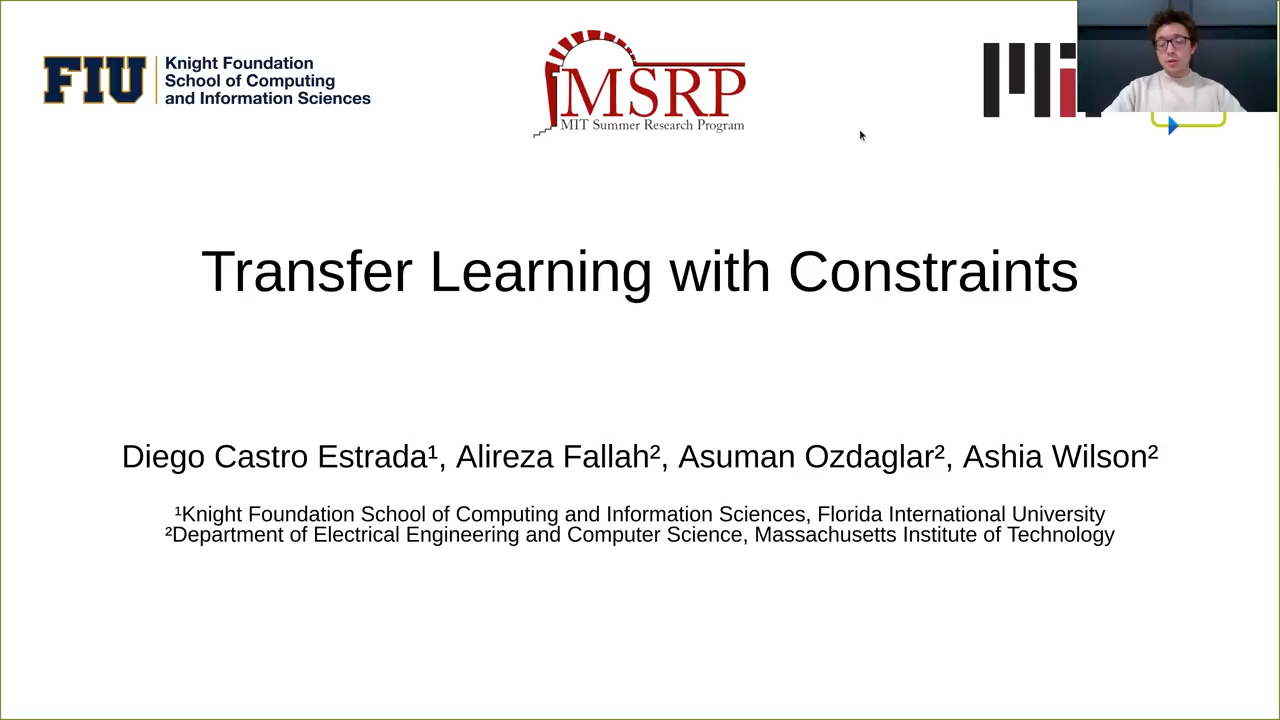 FIU
Knight Foundation
School of Computing
and Information Sciences
MSRP
MIT Summer Research Program
Transfer Learning with Constraints
Diego Castro Estrada¹, Alireza Fallah², Asuman Ozdaglar², Ashia Wilson²
¹Knight Foundation School of Computing and Information Sciences, Florida International University
²Department of Electrical Engineering and Computer Science, Massachusetts Institute of Technology